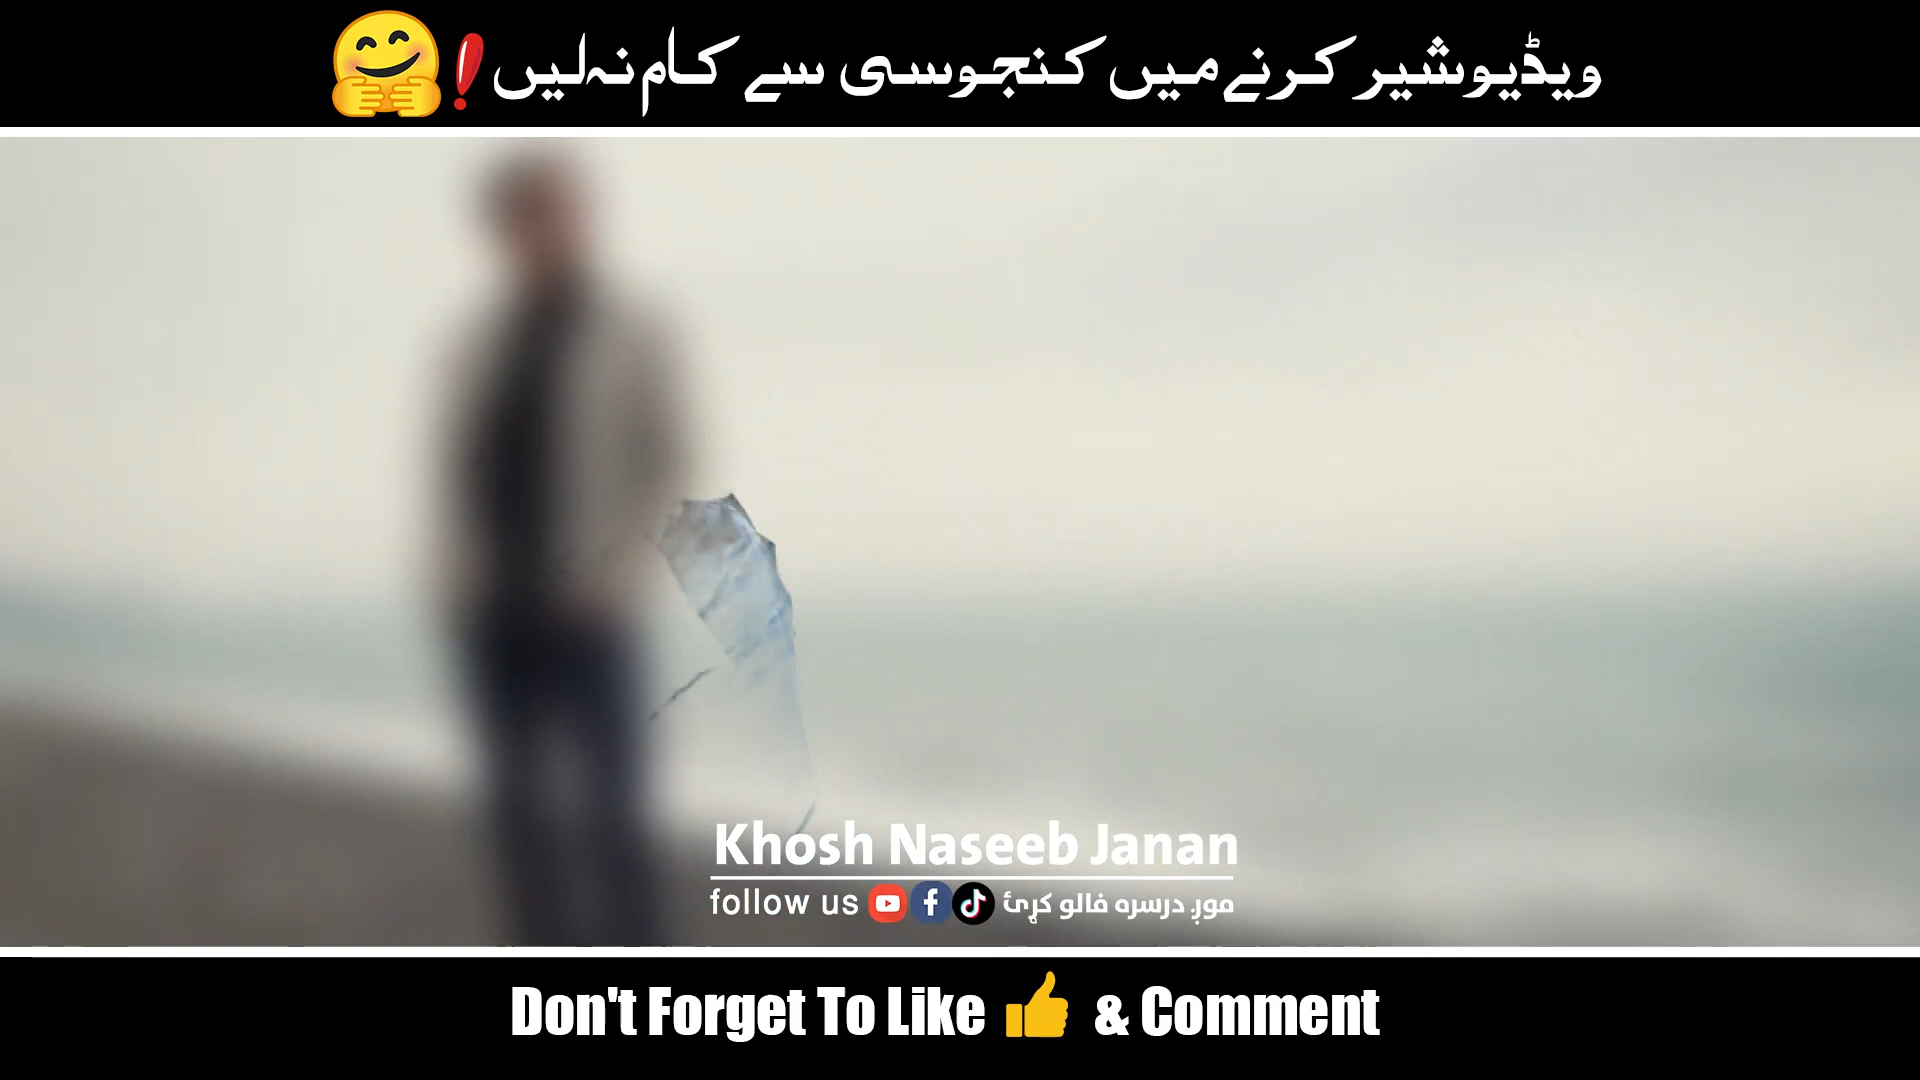 ویڈیو شیر کرنے میں کنجوسی سے کام نہ لیں❗🤗
Khosh Naseeb Janan
follow us موږ درسره فالو کړئ
Don't Forget To Like 👍 & Comment